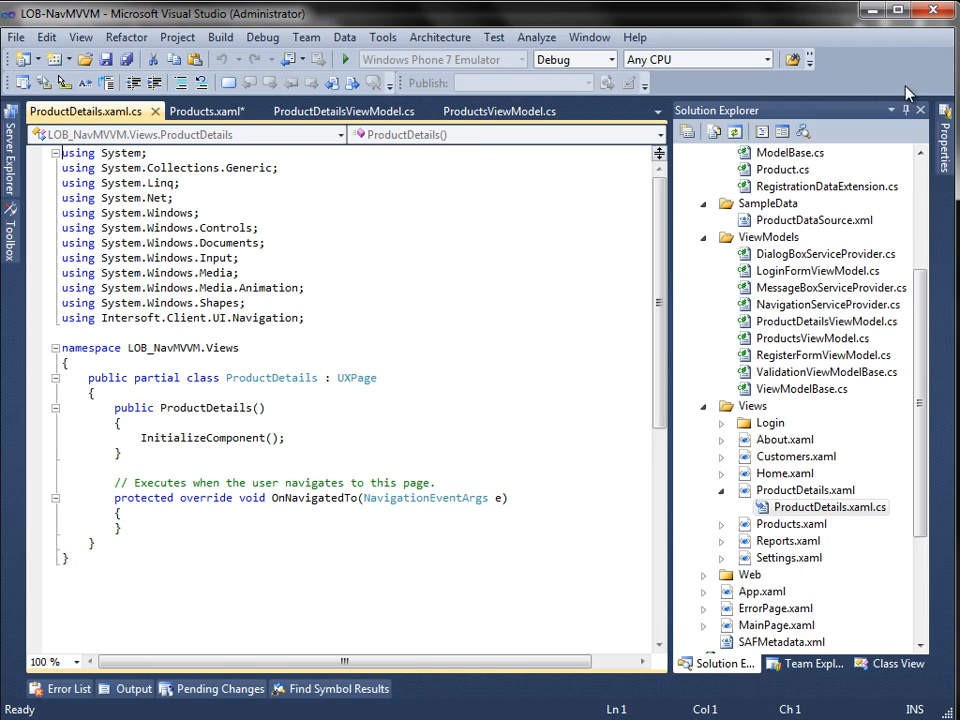 LOB-NavMVVM - Microsoft Visual Studio (Administrator)
File Edit View Refactor Project Build Debug Team Data Tools Architecture Test Analyze Window Help
Windows Phone 7 Emulator Debug Any CPU
Publish:
ProductDetails.xaml.cs Products.xaml* ProductDetailsViewModel.cs ProductsViewModel.cs
LOB_NavMVVM.Views.ProductDetails ProductDetails()
using System;
using System.Collections.Generic;
using System.Linq;
using System.Net;
using System.Windows;
using System.Windows.Controls;
using System.Windows.Documents;
using System.Windows.Input;
using System.Windows.Media;
using System.Windows.Media.Animation;
using System.Windows.Shapes;
using Intersoft.Client.UI.Navigation;
namespace LOB_NavMVVM.Views
{
public partial class ProductDetails : UXPage
{
public ProductDetails()
{
InitializeComponent();
}
// Executes when the user navigates to this page.
protected override void OnNavigatedTo(NavigationEventArgs e)
{
}
}
}
100 %
Server Explorer
Toolbox
Solution Explorer
ModelBase.cs
Product.cs
RegistrationDataExtension.cs
SampleData
ProductDataSource.xml
ViewModels
DialogBoxServiceProvider.cs
LoginFormViewModel.cs
MessageBoxServiceProvider.cs
NavigationServiceProvider.cs
ProductDetailsViewModel.cs
ProductsViewModel.cs
RegisterFormViewModel.cs
ValidationViewModelBase.cs
ViewModelBase.cs
Views
Login
About.xaml
Customers.xaml
Home.xaml
ProductDetails.xaml
ProductDetails.xaml.cs
Products.xaml
Reports.xaml
Settings.xaml
Web
App.xaml
ErrorPage.xaml
MainPage.xaml
SAFMetadata.xml
Solution E... Team Expl... Class View
Properties
Error List Output Pending Changes Find Symbol Results
Ready Ln 1 Col 1 Ch 1 INS